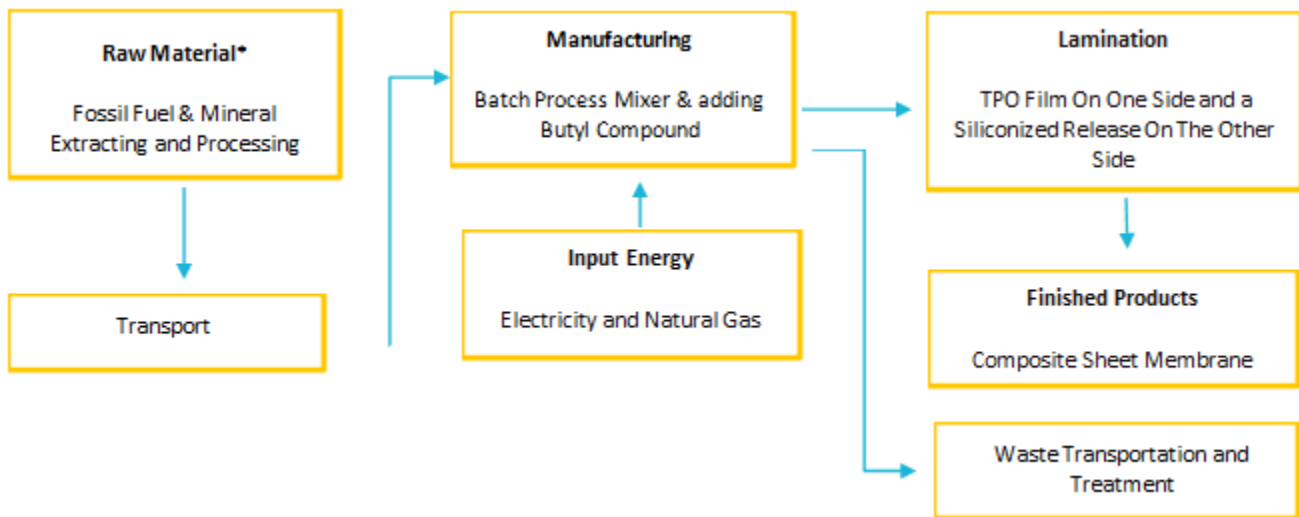 Raw Material*
Fossil Fuel & Mineral
Extracting and Processing
Transport
Manufacturing
Batch Process Mixer & adding
Butyl Compound
Input Energy
Electricity and Natural Gas
Lamination
TPO Film On One Side and a
Siliconized Release On The Other
Side
Finished Products
Composite Sheet Membrane
Waste Transportation and
Treatment